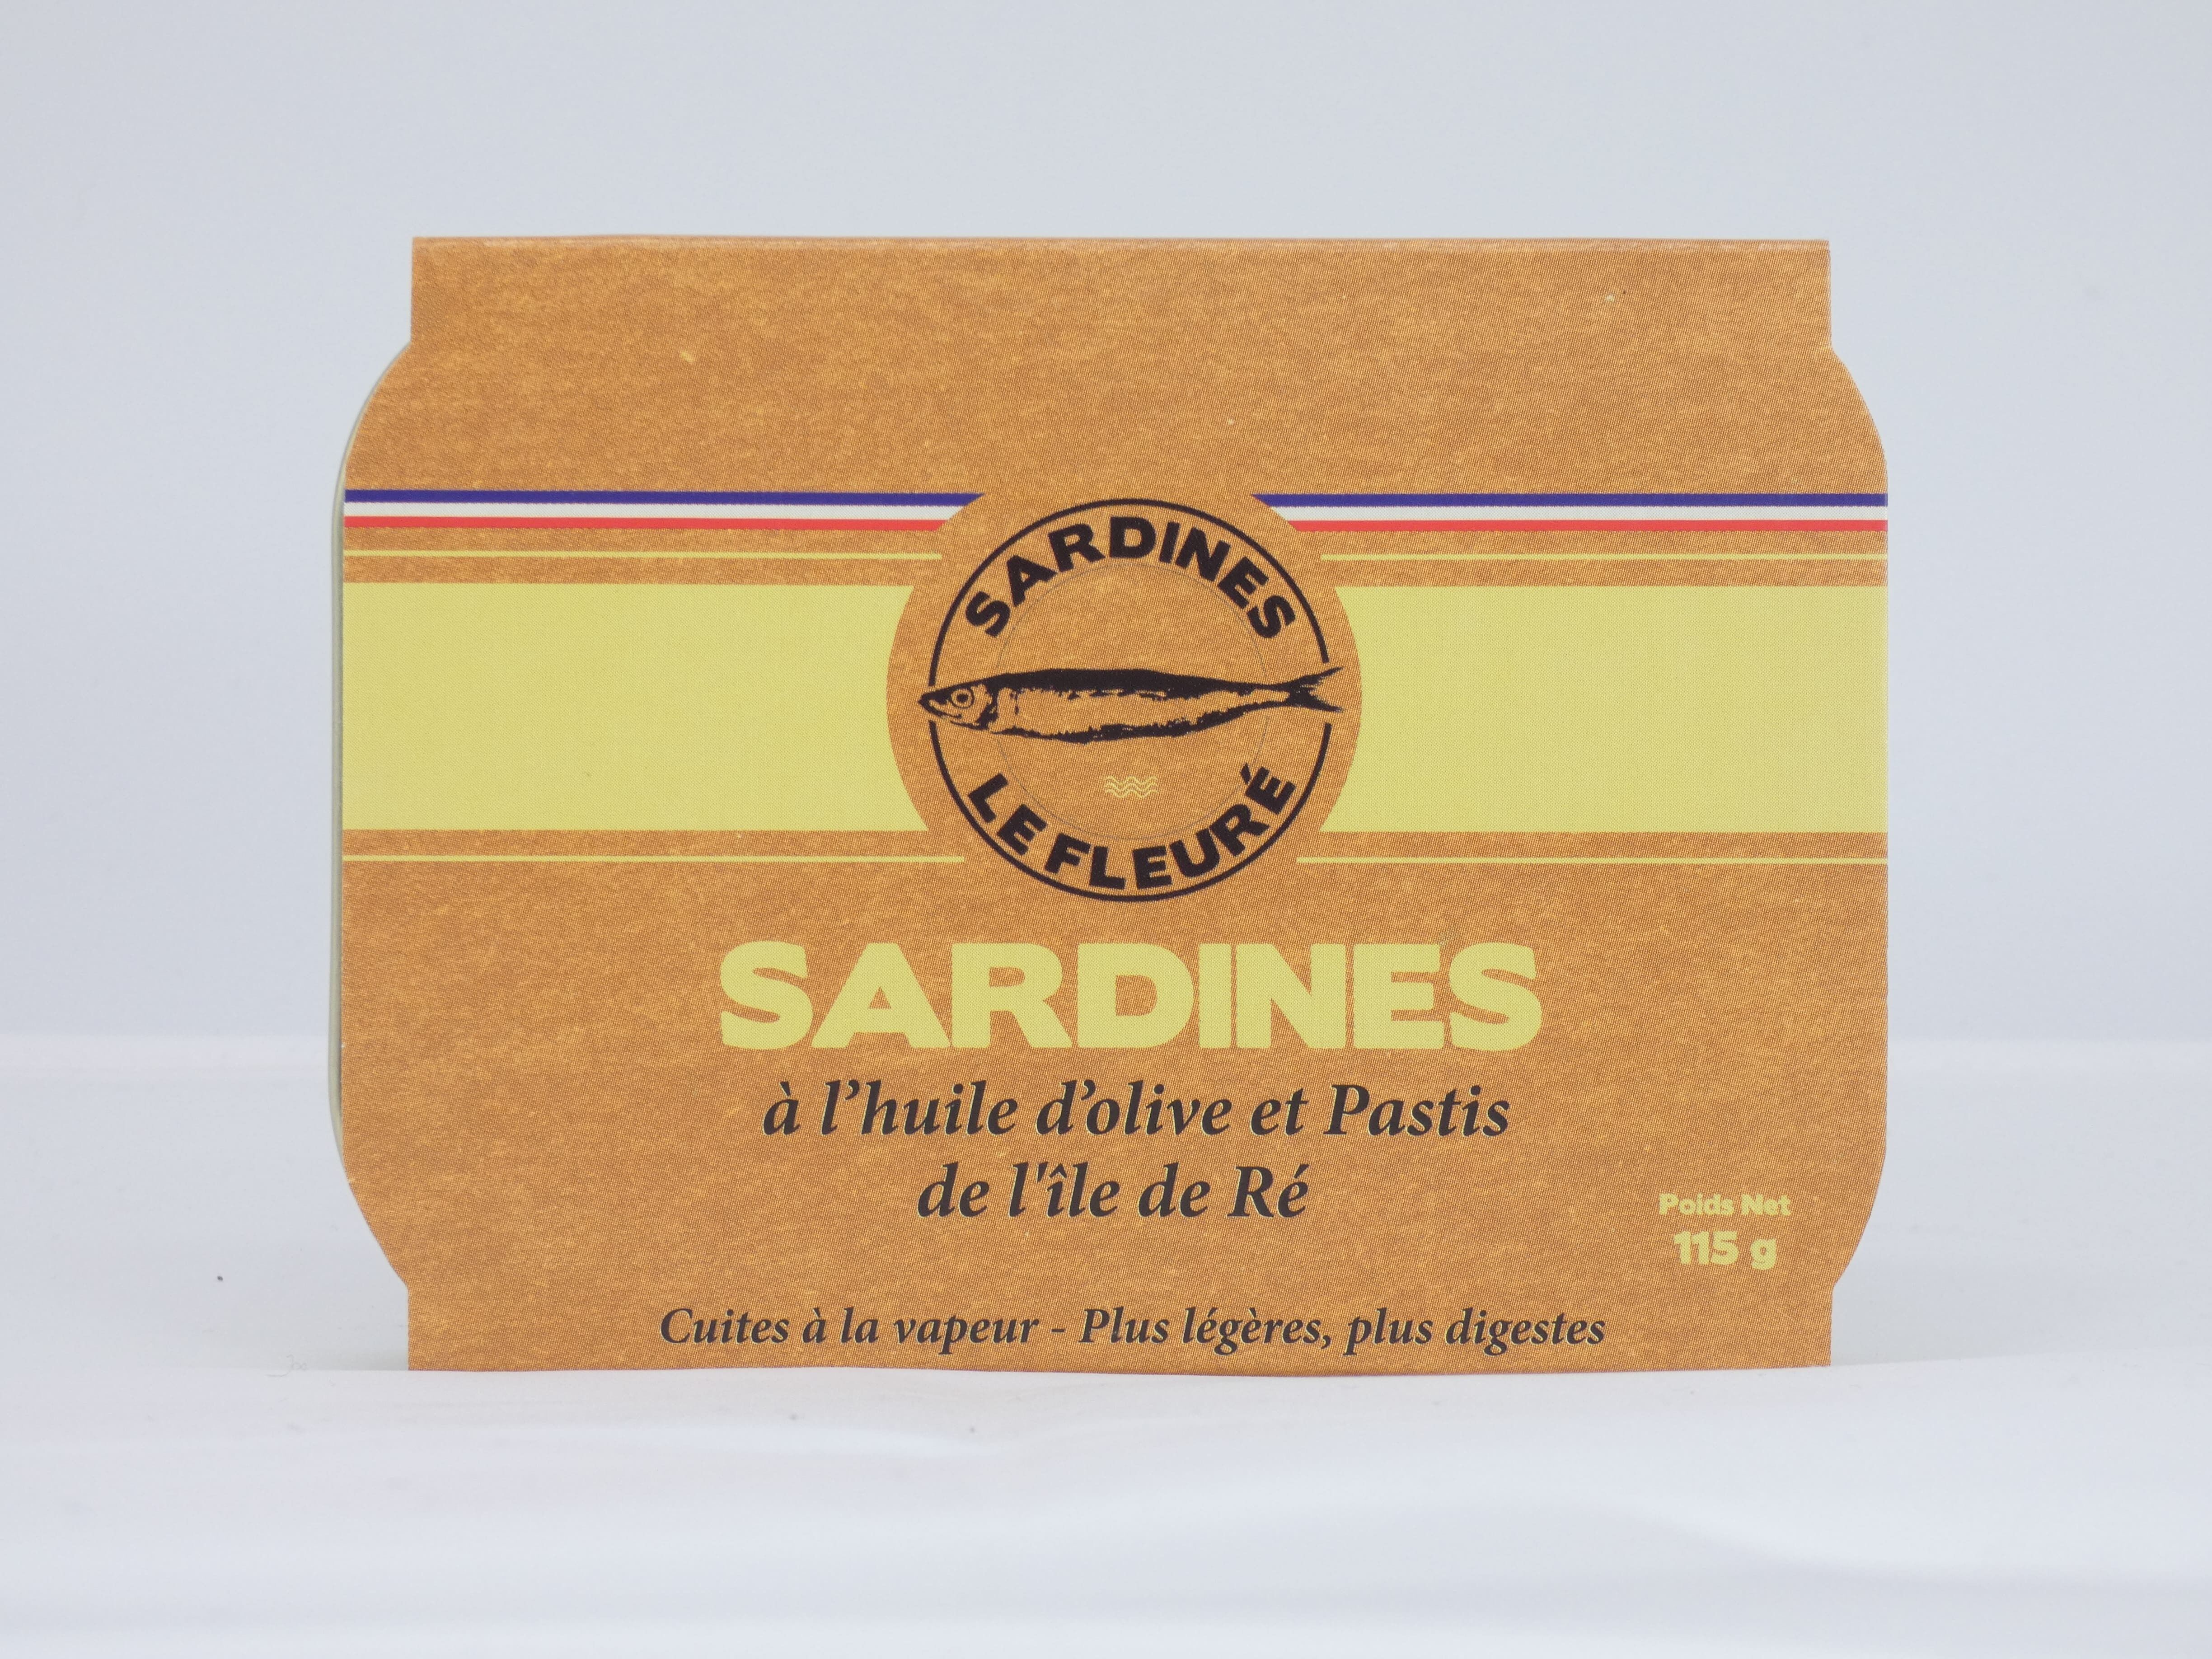 SARDINES
LE FLEURÉ
SARDINES
à l’huile d’olive et Pastis
de l'île de Ré
Poids Net
115 g
Cuites à la vapeur - Plus légères, plus digestes